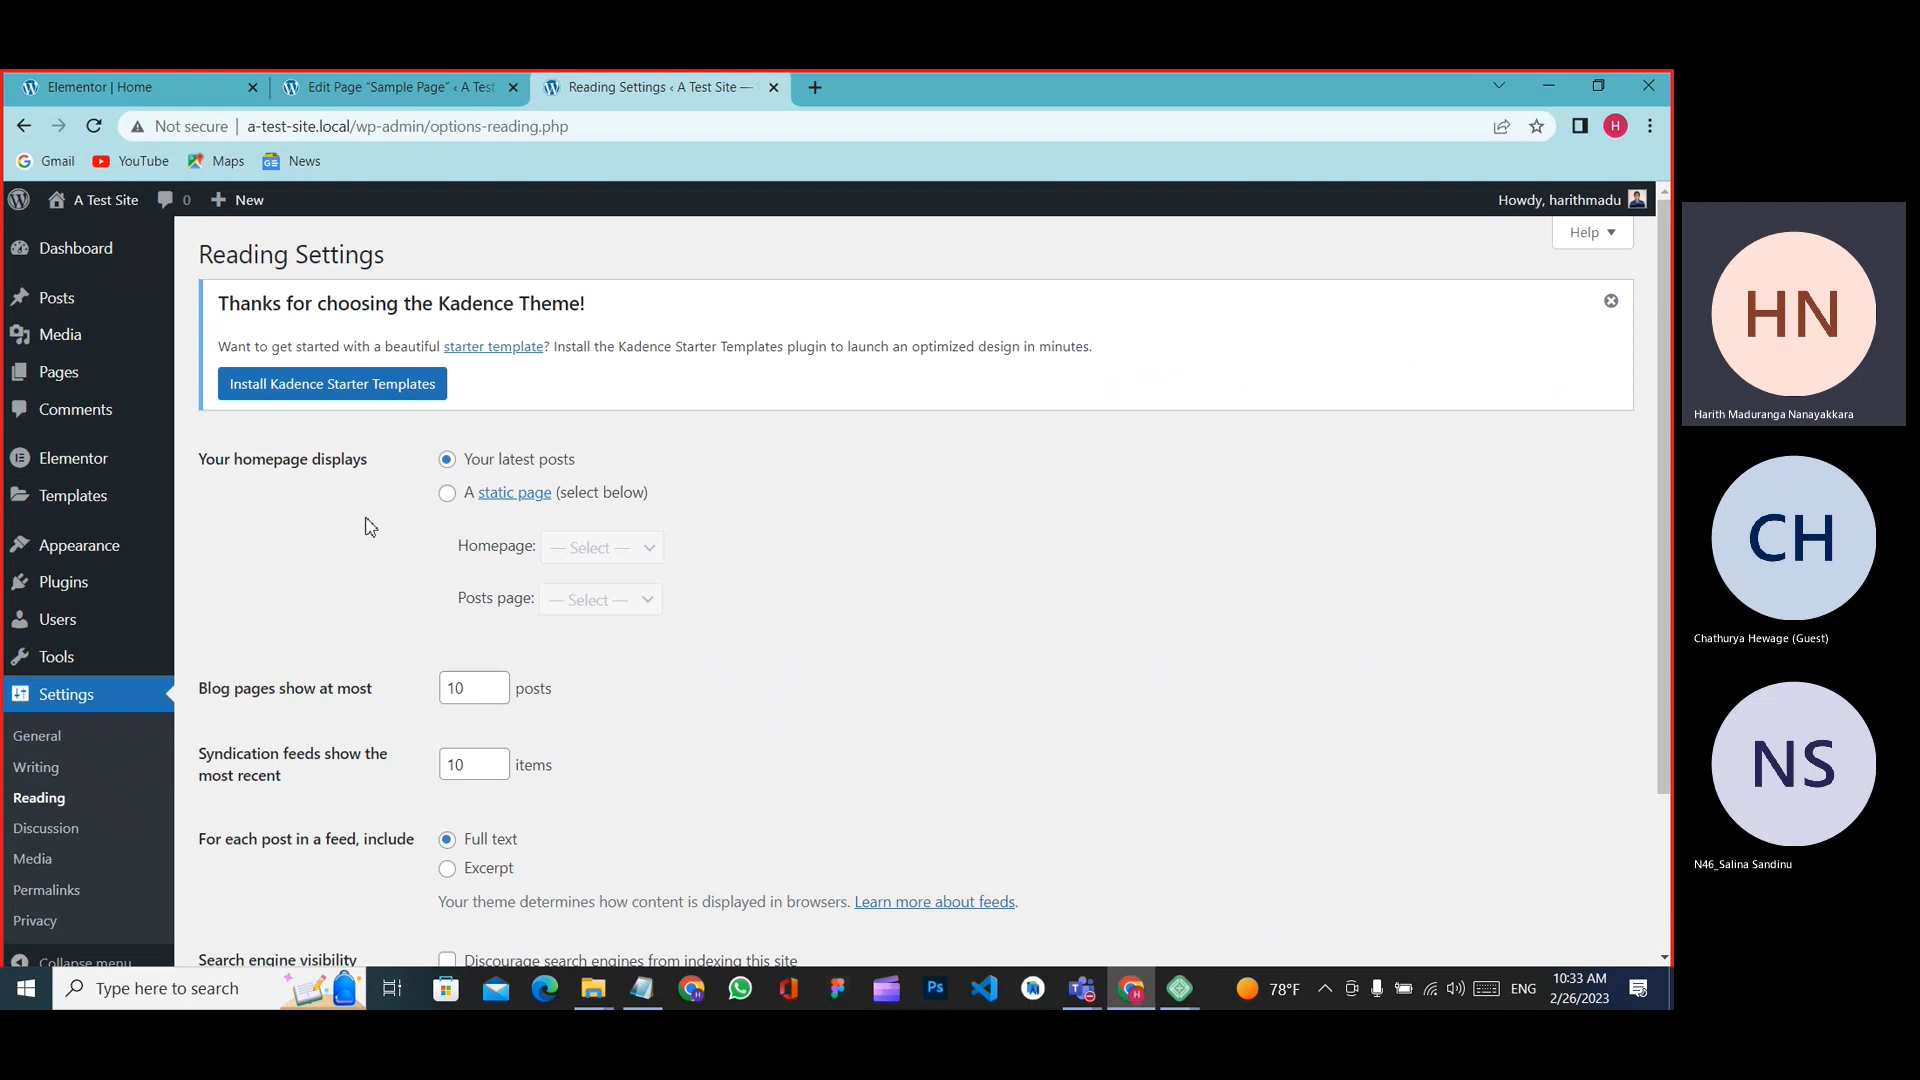 Elementor | Home
Edit Page “Sample Page” ‹ A Test
Reading Settings ‹ A Test Site —
Not secure
a-test-site.local/wp-admin/options-reading.php
H
Gmail
YouTube
Maps
News
A Test Site
0
New
Howdy, harithmadu
Help
Dashboard
Posts
Media
Pages
Comments
Elementor
Templates
Appearance
Plugins
Users
Tools
Settings
General
Writing
Reading
Discussion
Media
Permalinks
Privacy
Collapse menu
Reading Settings
Thanks for choosing the Kadence Theme!
Want to get started with a beautiful starter template? Install the Kadence Starter Templates plugin to launch an optimized design in minutes.
Install Kadence Starter Templates
Your homepage displays
Your latest posts
A static page (select below)
Homepage: — Select —
Posts page: — Select —
Blog pages show at most
10 posts
Syndication feeds show the
most recent
10 items
For each post in a feed, include
Full text
Excerpt
Your theme determines how content is displayed in browsers. Learn more about feeds.
Search engine visibility
Discourage search engines from indexing this site
Type here to search
Ps
78°F
ENG
10:33 AM
2/26/2023
HN
Harith Maduranga Nanayakkara
CH
Chathurya Hewage (Guest)
NS
N46_Salina Sandinu